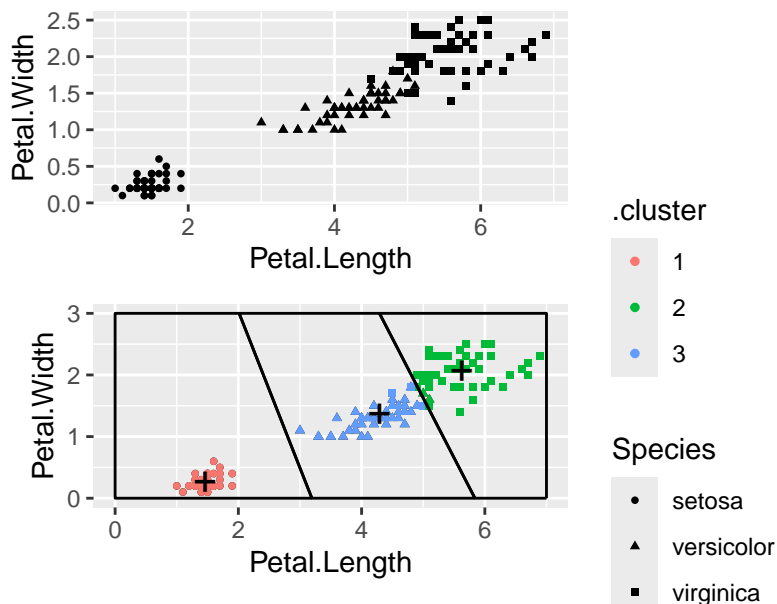 2.5
2.0
1.5
1.0
0.5
0.0
Petal.Width
2 4 6
Petal.Length
3
2
1
0
Petal.Width
0 2 4 6
Petal.Length
.cluster
1
2
3
Species
setosa
versicolor
virginica